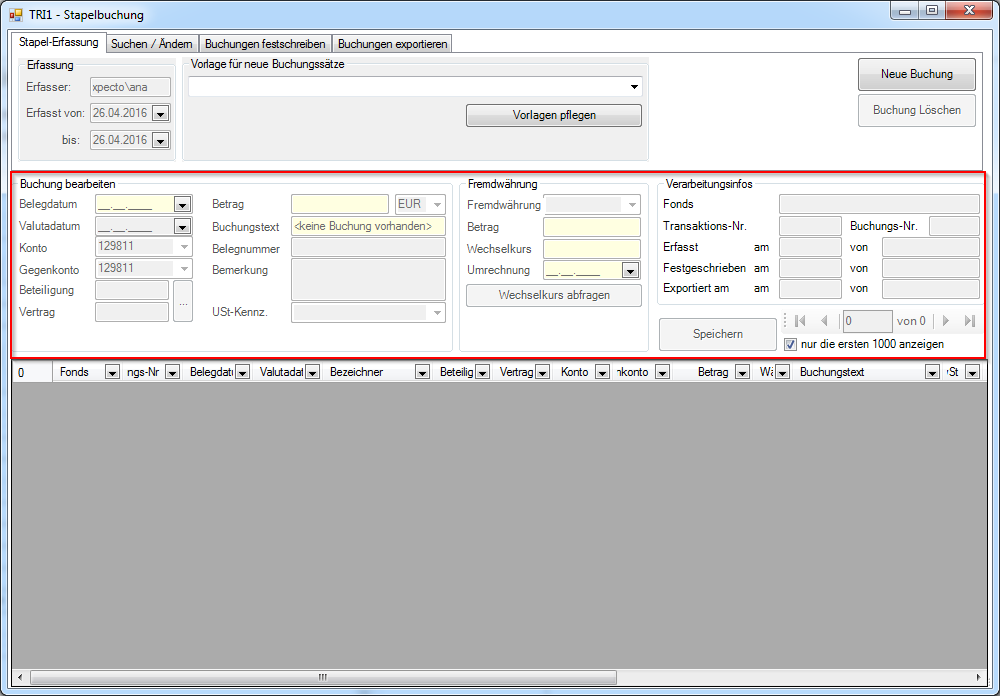 TRI1 - Stapelbuchung
Stapel-Erfassung Suchen / Ändern Buchungen festschreiben Buchungen exportieren
Erfassung
Erfasser: xpecto\ana
Erfasst von: 26.04.2016
bis: 26.04.2016
Vorlage für neue Buchungssätze
Vorlagen pflegen
Neue Buchung
Buchung Löschen
Buchung bearbeiten
Belegdatum __.__.____
Valutadatum __.__.____
Konto 129811
Gegenkonto 129811
Beteiligung
Vertrag
...
Betrag EUR
Buchungstext <keine Buchung vorhanden>
Belegnummer
Bemerkung
USt-Kennz.
Fremdwährung
Fremdwährung
Betrag
Wechselkurs
Umrechnung __.__.____
Wechselkurs abfragen
Verarbeitungsinfos
Fonds
Transaktions-Nr. Buchungs-Nr.
Erfasst am von
Festgeschrieben am von
Exportiert am am von
Speichern
0 von 0
nur die ersten 1000 anzeigen
0 Fonds ngs-Nr Belegdatu Valutadat Bezeichner Beteilig Vertrag Konto nkonto Betrag Wä Buchungstext St